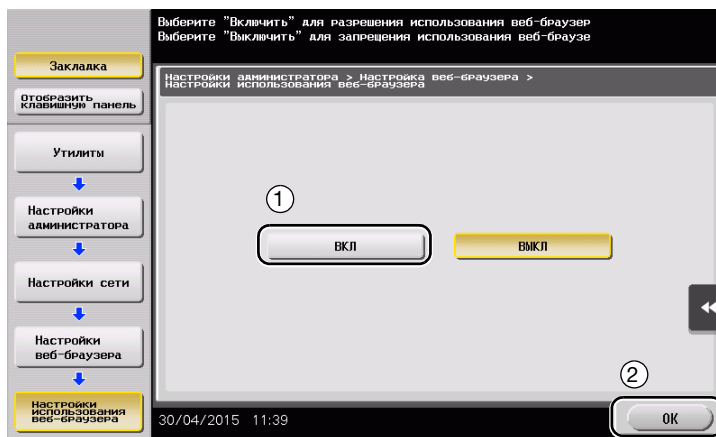 Выберите "Включить" для разрешения использования веб-браузер
Выберите "Выключить" для запрещения использования веб-браузе
Закладка
Отобразить
клавишную панель
Настройки администратора > Настройка веб-браузера >
Настройки использования веб-браузера
Утилиты
Настройки
администратора
Настройки сети
Настройки
веб-браузера
Настройки
использования
веб-браузера
1
ВКЛ
ВЫКЛ
2
30/04/2015 11:39
OK